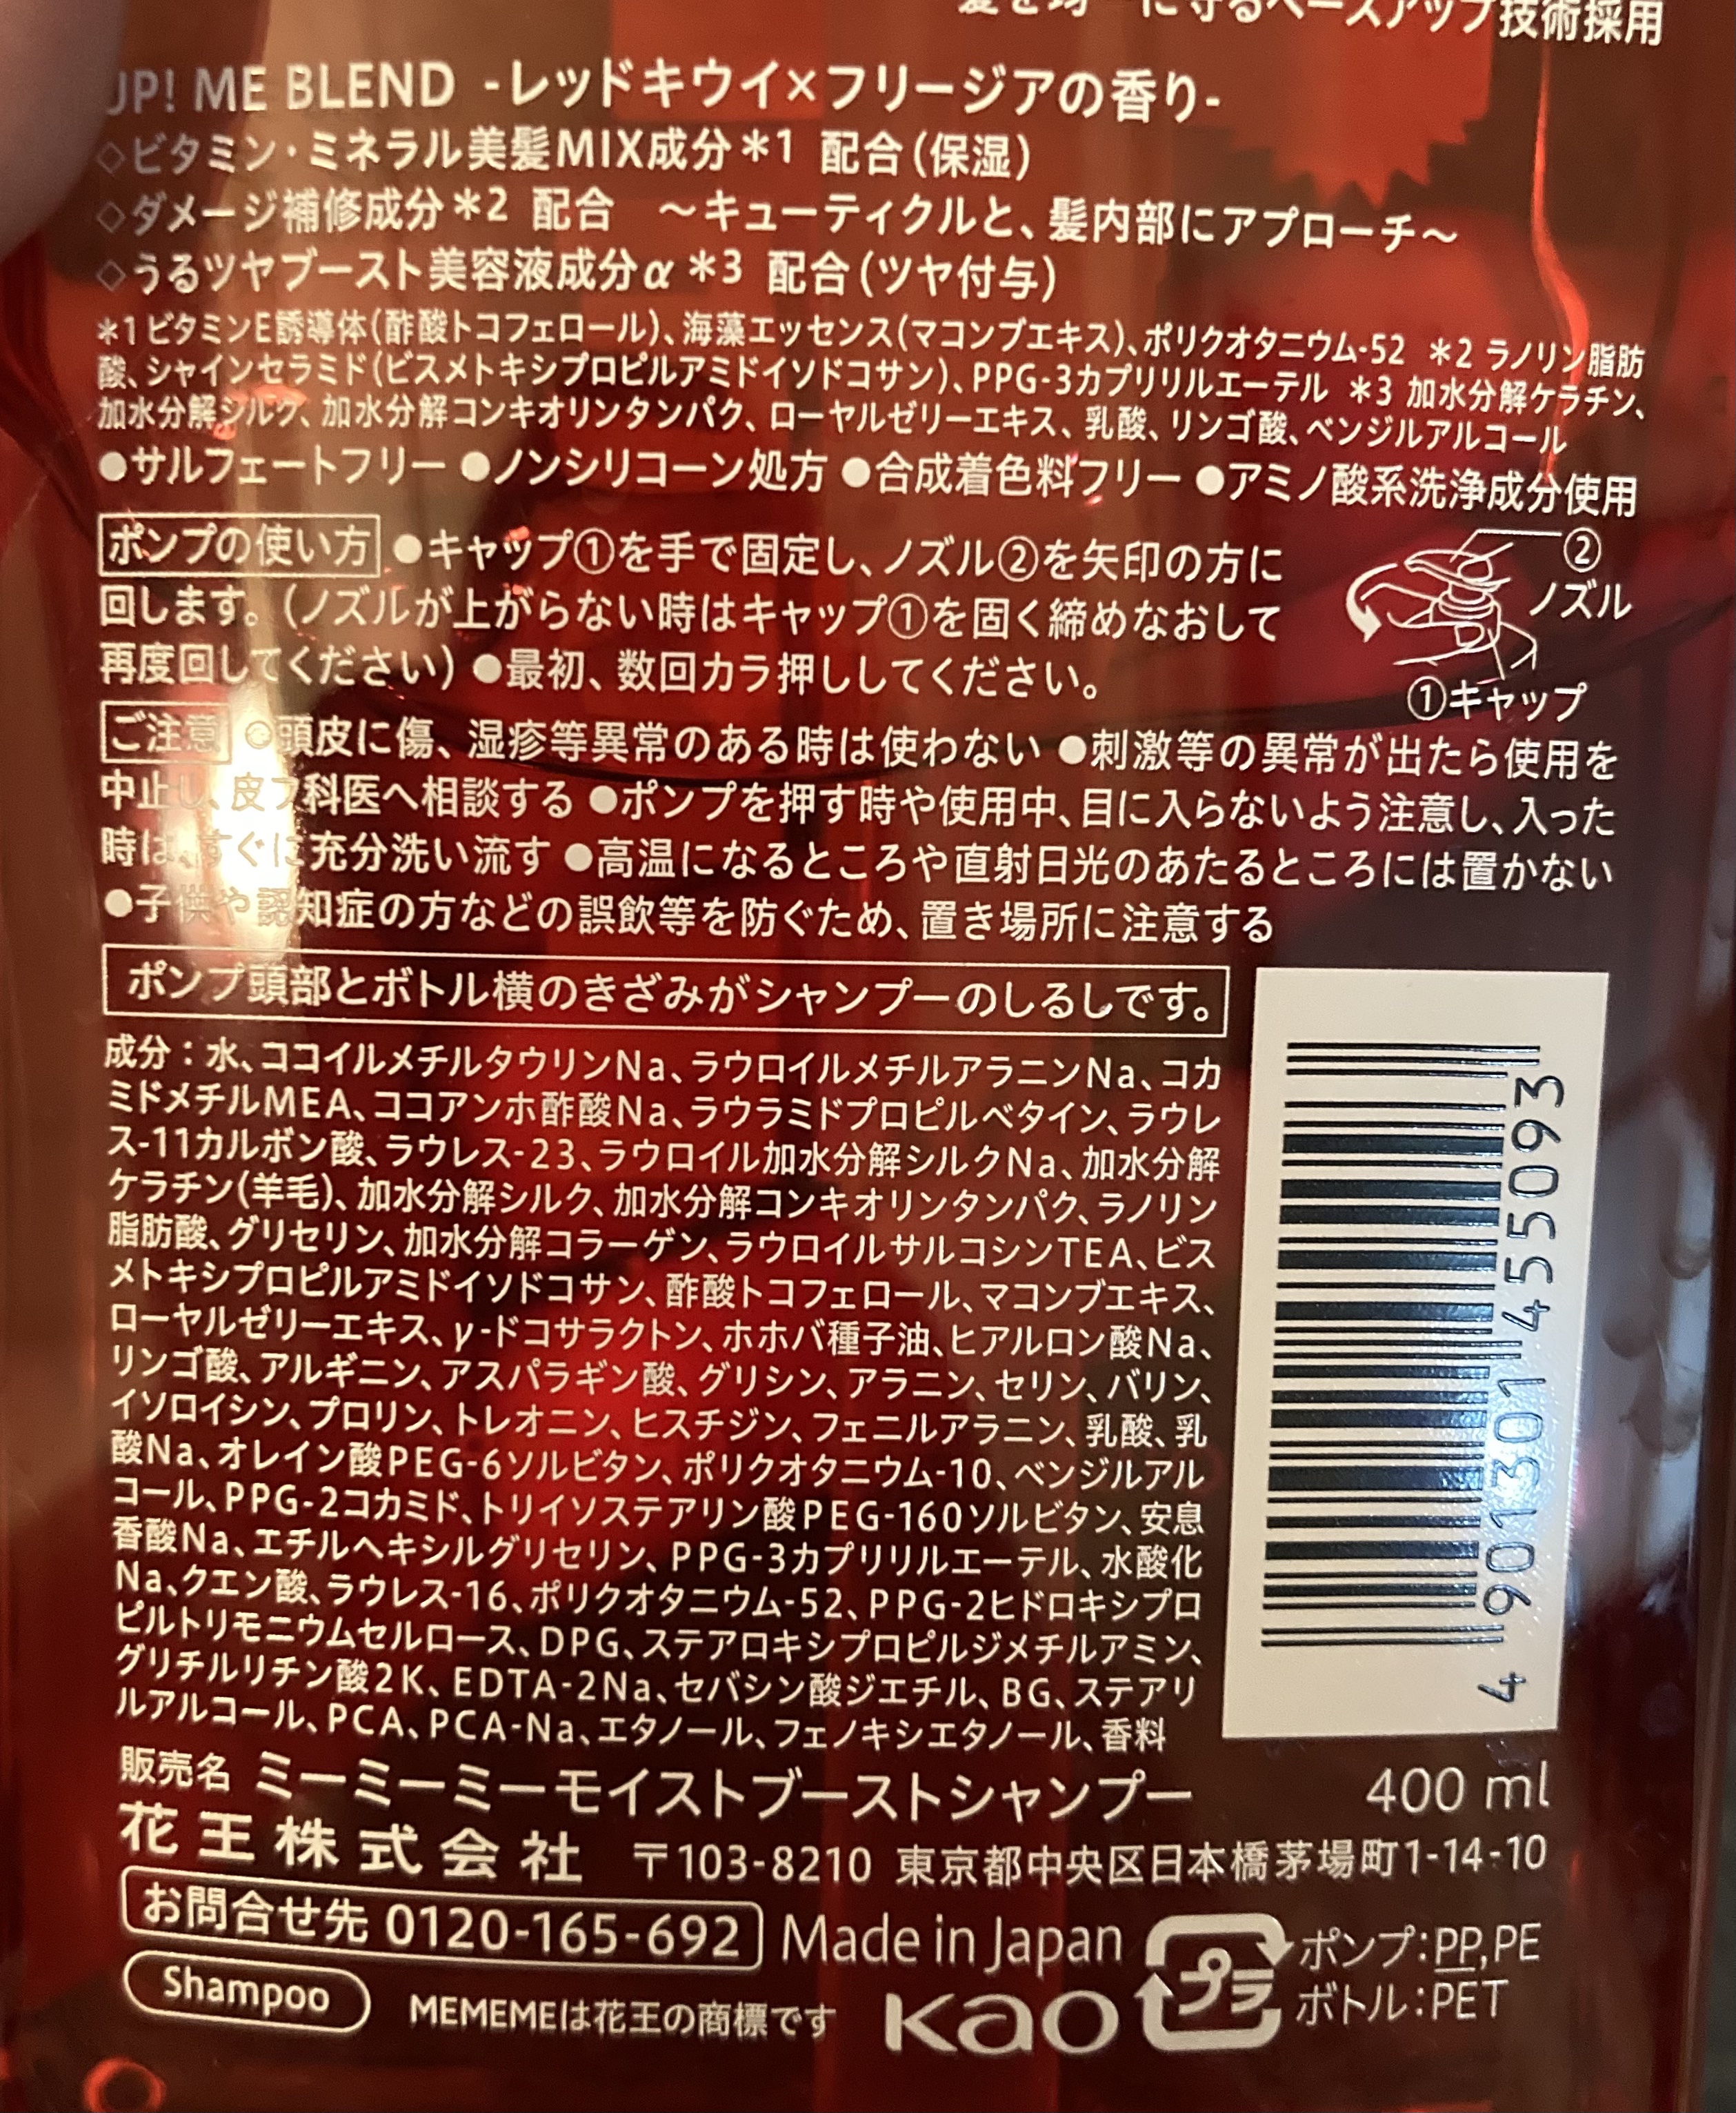 技術採用
UP! ME BLEND -レッドキウイ×フリージアの香り-
◇ビタミン・ミネラル美髪MIX成分＊1 配合(保湿)
◇ダメージ補修成分＊2 配合　～キューティクルと、髪内部にアプローチ～
◇うるツヤブースト美容液成分α＊3 配合(ツヤ付与)
＊1 ビタミンE誘導体(酢酸トコフェロール)、海藻エッセンス(マコンブエキス)、ポリクオタニウム-52 ＊2 ラノリン脂肪
酸、シャインセラミド(ビスメトキシプロピルアミドイソドコサン)、PPG-3カプリリルエーテル ＊3 加水分解ケラチン、
加水分解シルク、加水分解コンキオリンタンパク、ローヤルゼリーエキス、乳酸、リンゴ酸、ベンジルアルコール
●サルフェートフリー ●ノンシリコーン処方 ●合成着色料フリー ●アミノ酸系洗浄成分使用
ポンプの使い方 ●キャップ①を手で固定し、ノズル②を矢印の方に
回します。(ノズルが上がらない時はキャップ①を固く締めなおして
再度回してください) ●最初、数回カラ押ししてください。
②
ノズル
①キャップ
ご注意 ●頭皮に傷、湿疹等異常のある時は使わない ●刺激等の異常が出たら使用を
中止し、皮フ科医へ相談する ●ポンプを押す時や使用中、目に入らないよう注意し、入った
時は、すぐに充分洗い流す ●高温になるところや直射日光のあたるところには置かない
●子供や認知症の方などの誤飲等を防ぐため、置き場所に注意する
ポンプ頭部とボトル横のきざみがシャンプーのしるしです。
成分：水、ココイルメチルタウリンNa、ラウロイルメチルアラニンNa、コカ
ミドメチルMEA、ココアンホ酢酸Na、ラウラミドプロピルベタイン、ラウレ
ス-11カルボン酸、ラウレス-23、ラウロイル加水分解シルクNa、加水分解
ケラチン(羊毛)、加水分解シルク、加水分解コンキオリンタンパク、ラノリン
脂肪酸、グリセリン、加水分解コラーゲン、ラウロイルサルコシンTEA、ビス
メトキシプロピルアミドイソドコサン、酢酸トコフェロール、マコンブエキス、
ローヤルゼリーエキス、γ-ドコサラクトン、ホホバ種子油、ヒアルロン酸Na、
リンゴ酸、アルギニン、アスパラギン酸、グリシン、アラニン、セリン、バリン、
イソロイシン、プロリン、トレオニン、ヒスチジン、フェニルアラニン、乳酸、乳
酸Na、オレイン酸PEG-6ソルビタン、ポリクオタニウム-10、ベンジルアル
コール、PPG-2コカミド、トリイソステアリン酸PEG-160ソルビタン、安息
香酸Na、エチルヘキシルグリセリン、PPG-3カプリリルエーテル、水酸化
Na、クエン酸、ラウレス-16、ポリクオタニウム-52、PPG-2ヒドロキシプロ
ピルトリモニウムセルロース、DPG、ステアロキシプロピルジメチルアミン、
グリチルリチン酸2K、EDTA-2Na、セバシン酸ジエチル、BG、ステアリ
ルアルコール、PCA、PCA-Na、エタノール、フェノキシエタノール、香料
4 901301 455093
販売名 ミーミーミーモイストブーストシャンプー 400 ml
花王株式会社 〒103-8210 東京都中央区日本橋茅場町1-14-10
お問合せ先 0120-165-692 Made in Japan
プラ
ポンプ:PP,PE
ボトル:PET
Shampoo MEMEMEは花王の商標です Kao